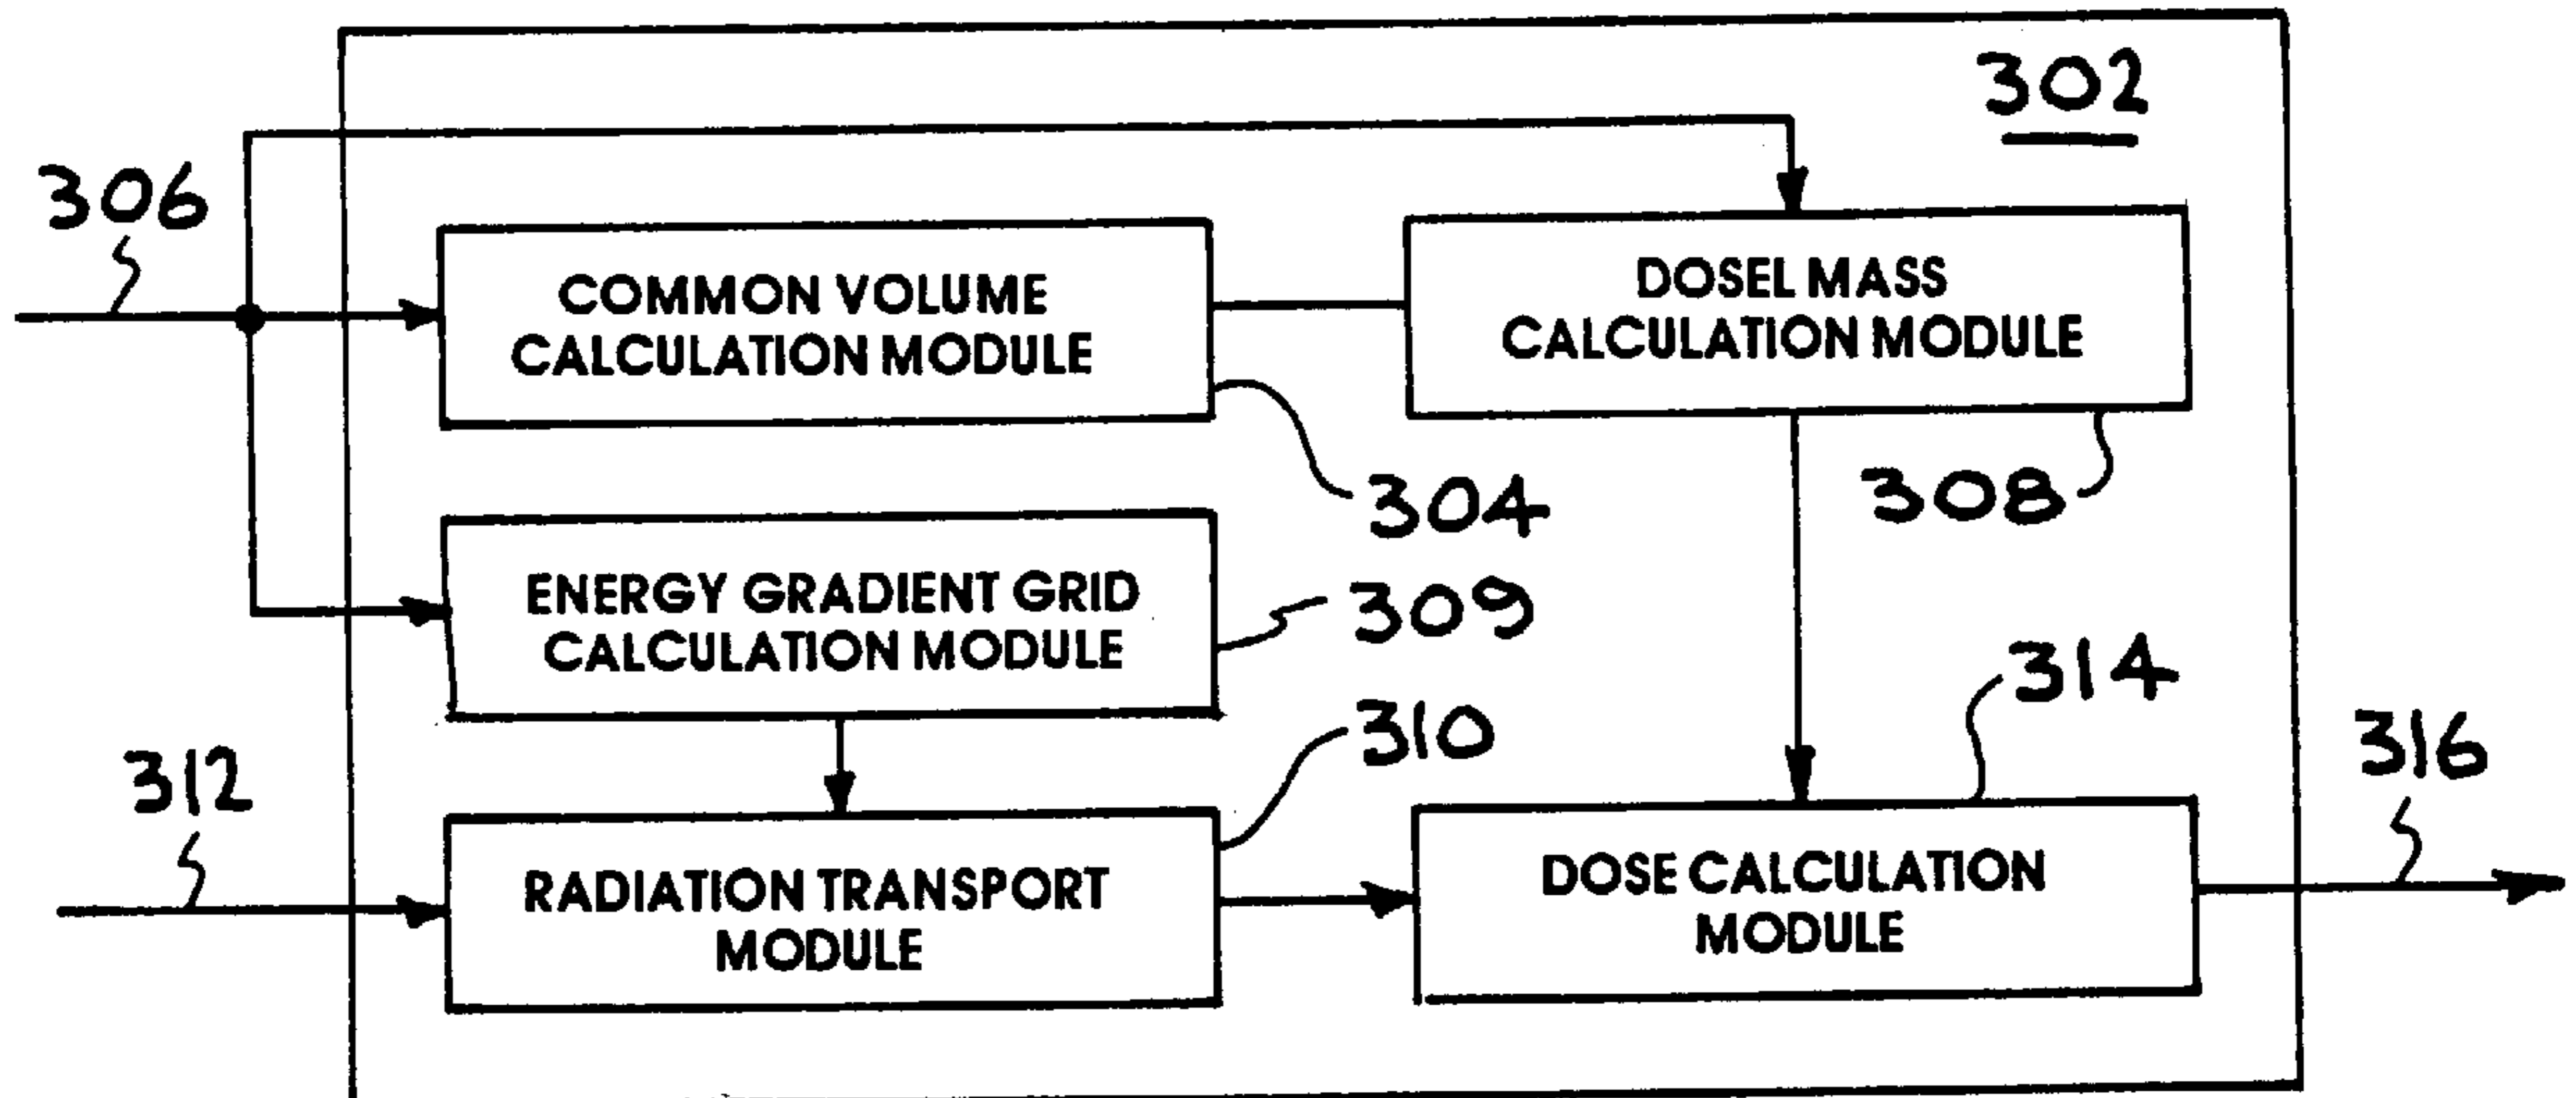 302
306
COMMON VOLUME
CALCULATION MODULE
DOSEL MASS
CALCULATION MODULE
304
308
ENERGY GRADIENT GRID
CALCULATION MODULE
309
314
310
316
312
RADIATION TRANSPORT
MODULE
DOSE CALCULATION
MODULE